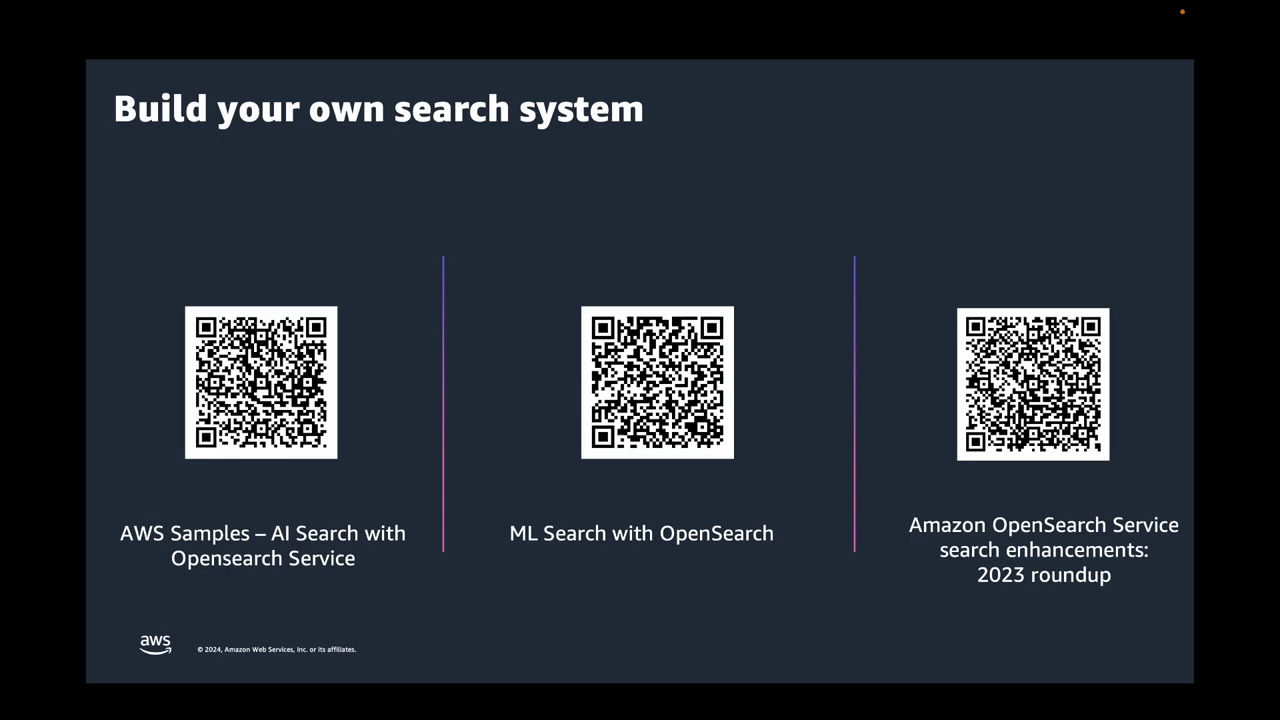 Build your own search system
AWS Samples – AI Search with
Opensearch Service
ML Search with OpenSearch
Amazon OpenSearch Service
search enhancements:
2023 roundup
aws
© 2024, Amazon Web Services, Inc. or its affiliates.